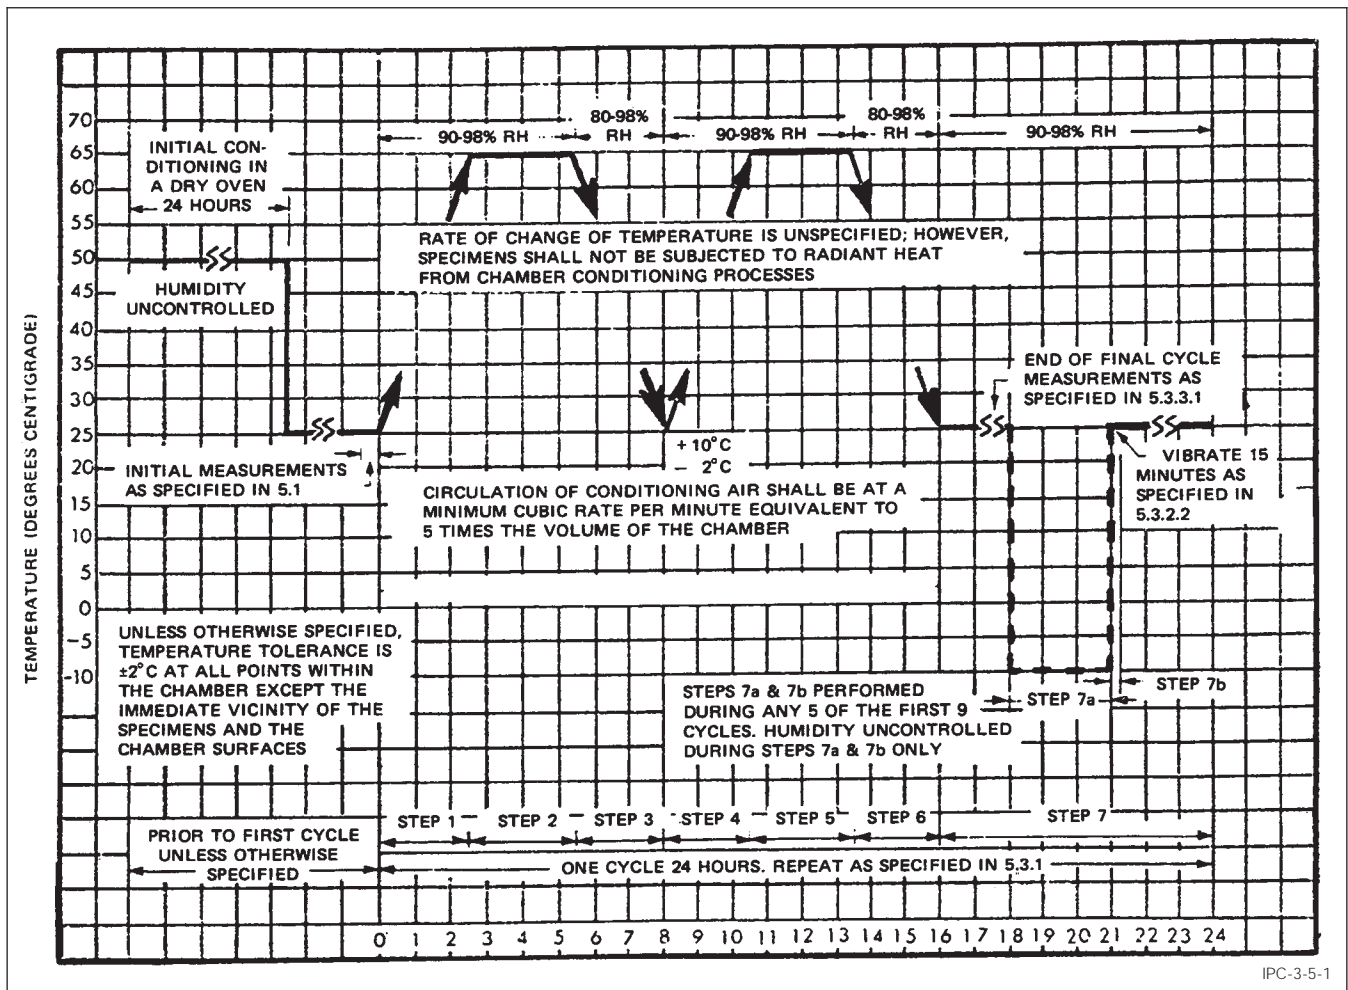 80-98%
80-98%
90-98% RH
RH
90-98% RH
RH
90-98% RH
INITIAL CON-
DITIONING IN
A DRY OVEN
24 HOURS
RATE OF CHANGE OF TEMPERATURE IS UNSPECIFIED; HOWEVER,
SPECIMENS SHALL NOT BE SUBJECTED TO RADIANT HEAT
FROM CHAMBER CONDITIONING PROCESSES
HUMIDITY
UNCONTROLLED
TEMPERATURE (DEGREES CENTIGRADE)
70
65
60
55
50
45
40
35
30
25
20
15
10
5
0
-5
-10
END OF FINAL CYCLE
MEASUREMENTS AS
SPECIFIED IN 5.3.3.1
+10°C
- 2°C
INITIAL MEASUREMENTS
AS SPECIFIED IN 5.1
CIRCULATION OF CONDITIONING AIR SHALL BE AT A
MINIMUM CUBIC RATE PER MINUTE EQUIVALENT TO
5 TIMES THE VOLUME OF THE CHAMBER
VIBRATE 15
MINUTES AS
SPECIFIED IN
5.3.2.2
UNLESS OTHERWISE SPECIFIED,
TEMPERATURE TOLERANCE IS
±2°C AT ALL POINTS WITHIN
THE CHAMBER EXCEPT THE
IMMEDIATE VICINITY OF THE
SPECIMENS AND THE
CHAMBER SURFACES
STEPS 7a & 7b PERFORMED
DURING ANY 5 OF THE FIRST 9
CYCLES. HUMIDITY UNCONTROLLED
DURING STEPS 7a & 7b ONLY
STEP 7a
STEP 7b
PRIOR TO FIRST CYCLE
UNLESS OTHERWISE
SPECIFIED
STEP 1
STEP 2
STEP 3
STEP 4
STEP 5
STEP 6
STEP 7
ONE CYCLE 24 HOURS. REPEAT AS SPECIFIED IN 5.3.1
0 1 2 3 4 5 6 7 8 9 10 11 12 13 14 15 16 17 18 19 20 21 22 23 24
IPC-3-5-1